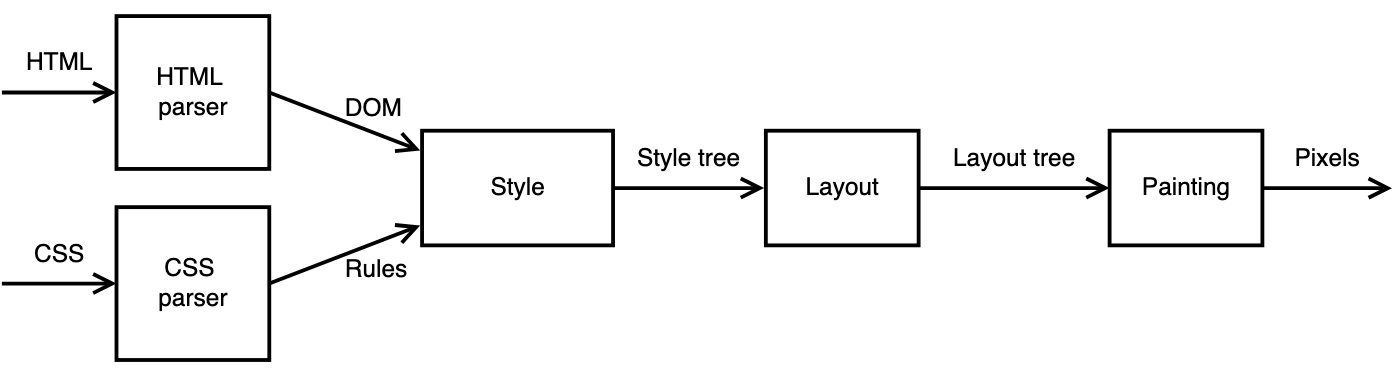 HTML
HTML
parser
DOM
CSS
CSS
parser
Rules
Style
Style tree
Layout
Layout tree
Painting
Pixels